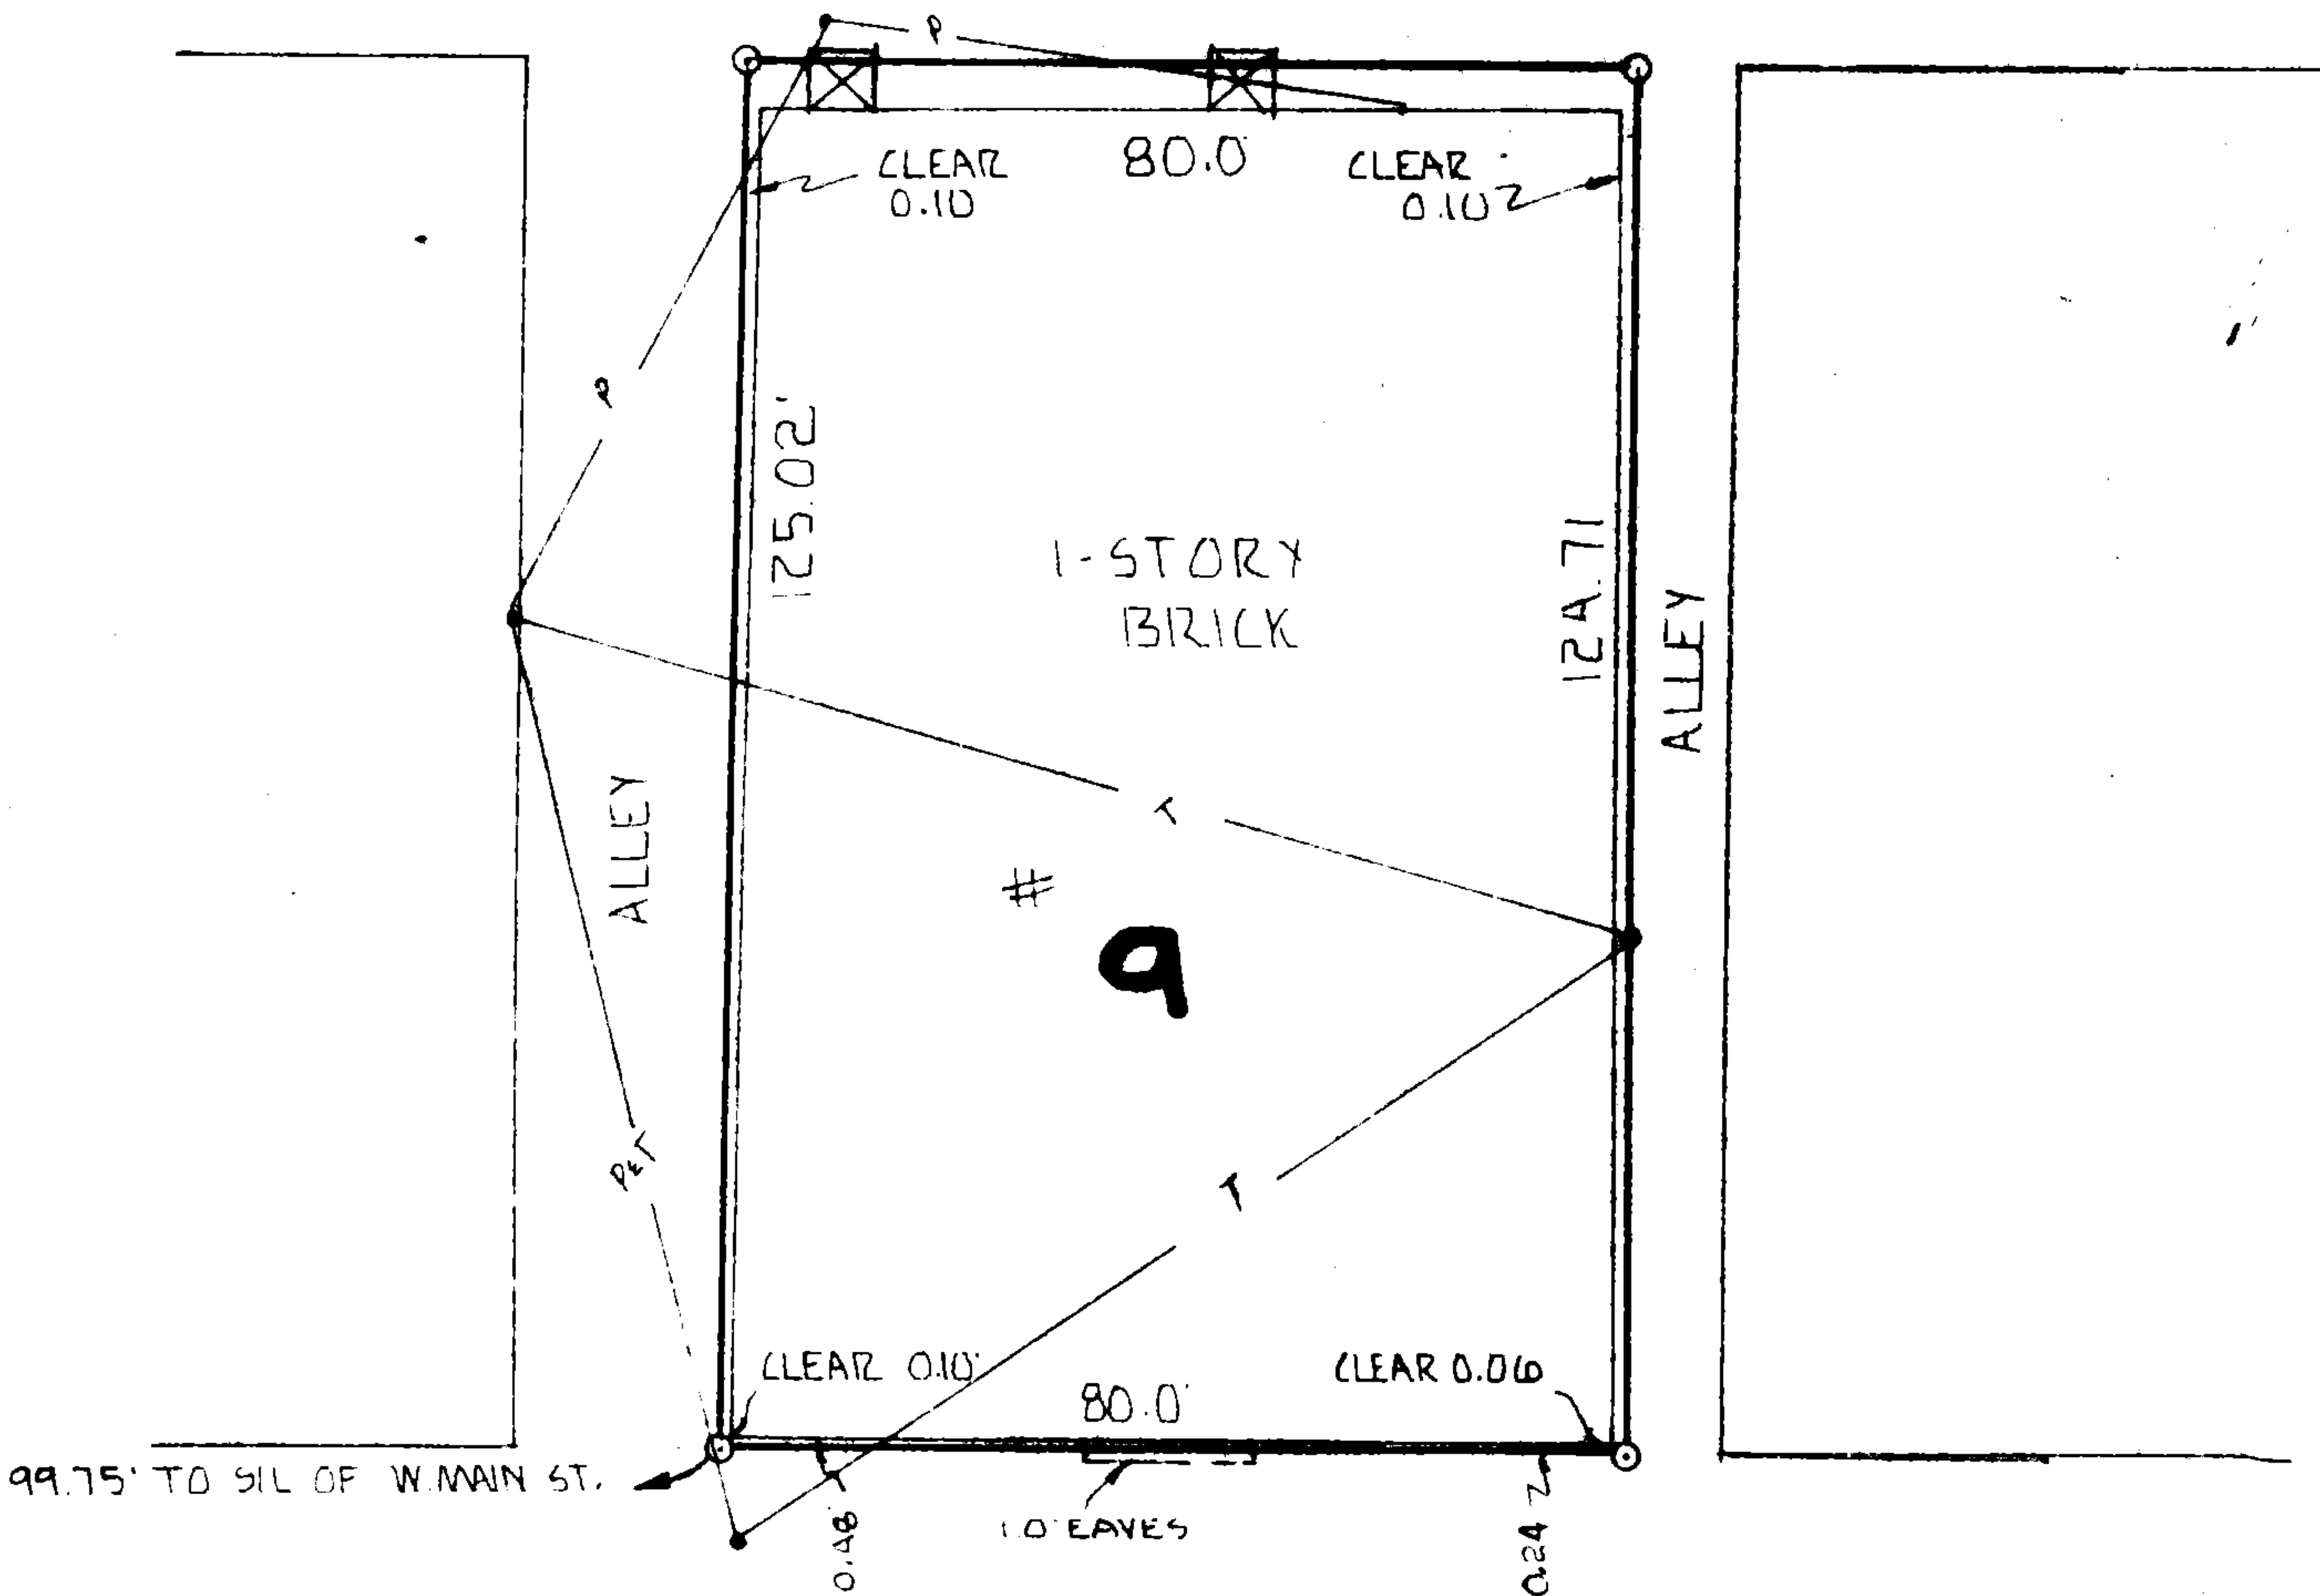 P
CLEAR
0.10
80.0'
CLEAR
0.10
P
125.02'
1-STORY
BRICK
124.71
ALLEY
ALLEY
T
#
9
P&T
T
CLEAR 0.10'
80.0'
CLEAR 0.06
99.75' TO SIL OF W. MAIN ST.
0.48
1.0' EAVES
0.24